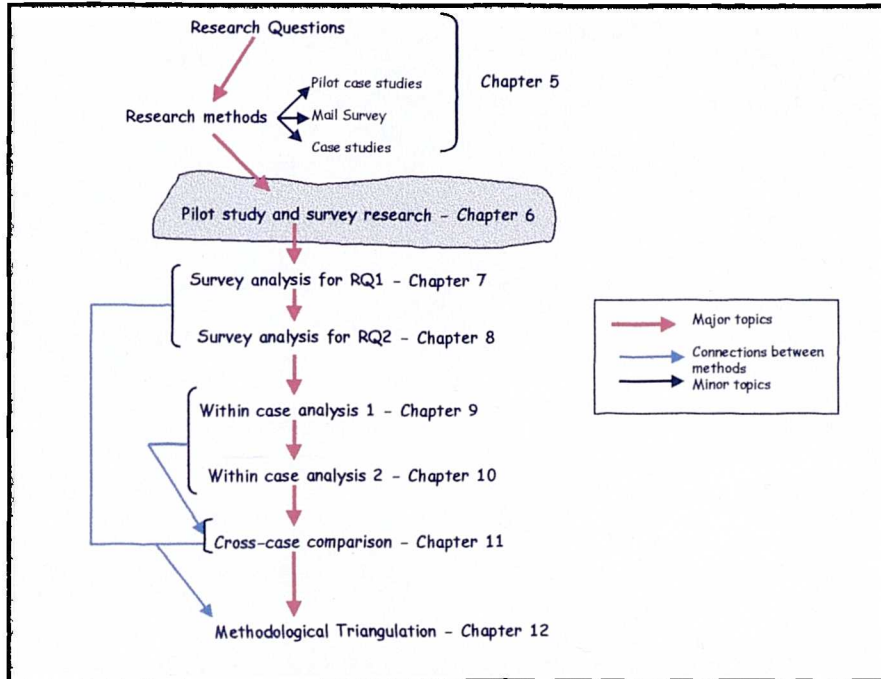 Research Questions
Pilot case studies
Chapter 5
Research methods
Mail Survey
Case studies
Pilot study and survey research - Chapter 6
Survey analysis for RQ1 - Chapter 7
Survey analysis for RQ2 - Chapter 8
Within case analysis 1 - Chapter 9
Within case analysis 2 - Chapter 10
Cross-case comparison - Chapter 11
Methodological Triangulation - Chapter 12
Major topics
Connections between
methods
Minor topics